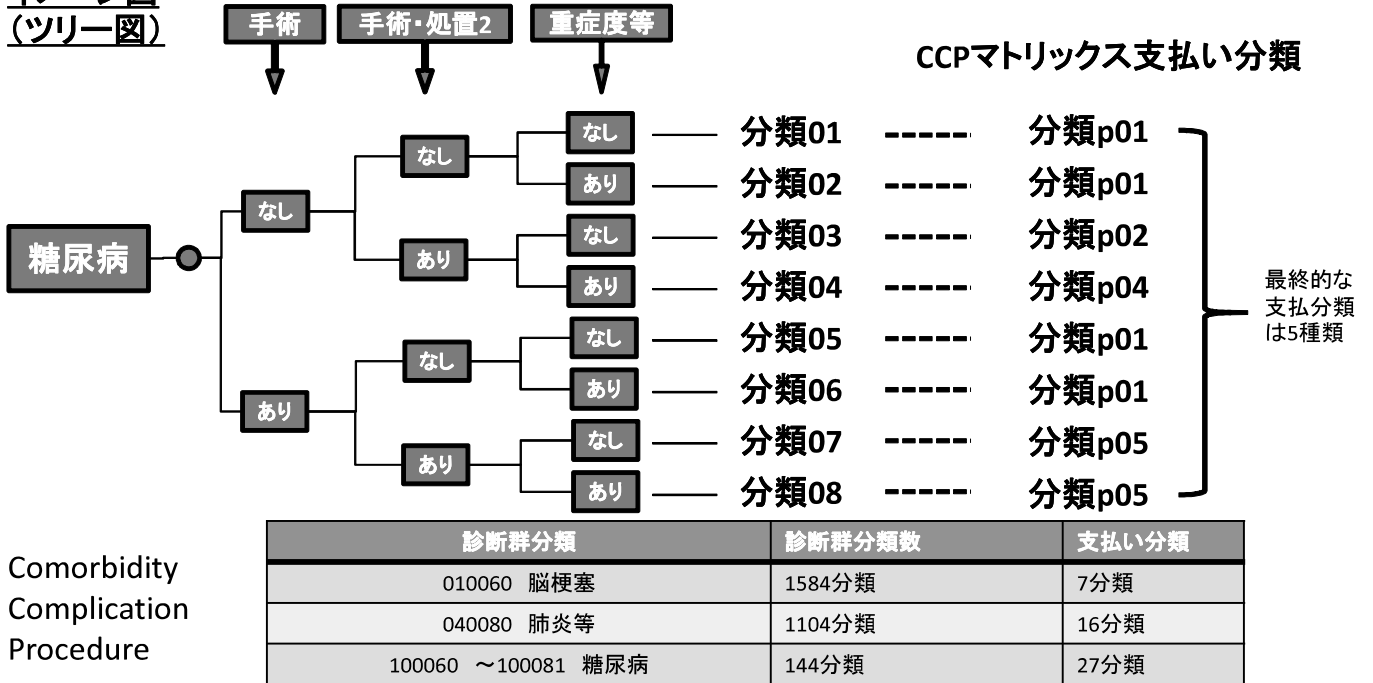 (ツリー図)
手術
手術・処置2
重症度等
CCPマトリックス支払い分類
糖尿病
なし
あり
なし
あり
なし
あり
なし
あり
なし
あり
なし
あり
なし
あり
分類01 ----- 分類p01
分類02 ----- 分類p01
分類03 ----- 分類p02
分類04 ----- 分類p04
分類05 ----- 分類p01
分類06 ----- 分類p01
分類07 ----- 分類p05
分類08 ----- 分類p05
最終的な
支払分類
は5種類
Comorbidity
Complication
Procedure
診断群分類 診断群分類数 支払い分類
010060 脳梗塞 1584分類 7分類
040080 肺炎等 1104分類 16分類
100060 ～100081 糖尿病 144分類 27分類